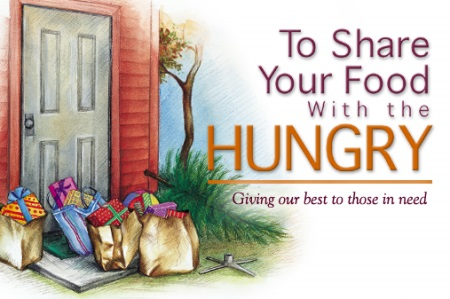 To Share
Your Food
With the
HUNGRY
Giving our best to those in need